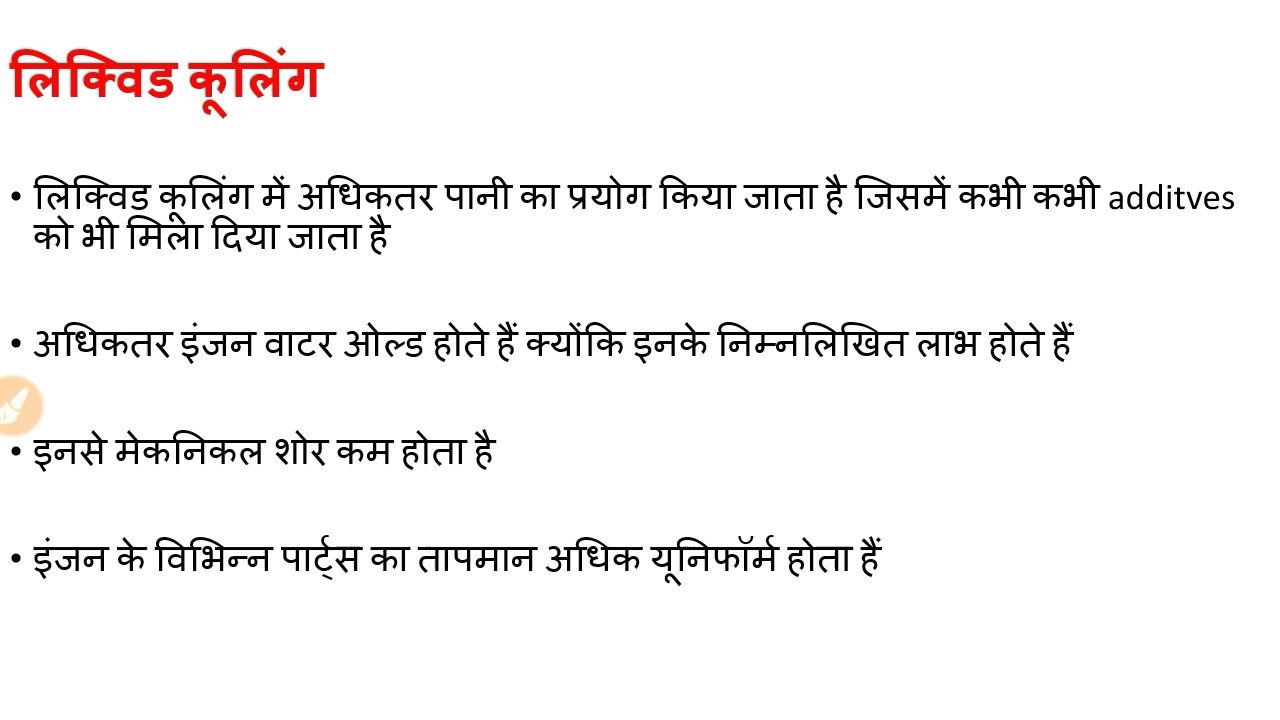 लिक्विड कूलिंग
• लिक्विड कूलिंग में अधिकतर पानी का प्रयोग किया जाता है जिसमें कभी कभी additves
को भी मिला दिया जाता है
• अधिकतर इंजन वाटर ओल्ड होते हैं क्योंकि इनके निम्नलिखित लाभ होते हैं
• इनसे मेकनिकल शोर कम होता है
• इंजन के विभिन्न पार्ट्स का तापमान अधिक यूनिफॉर्म होता हैं